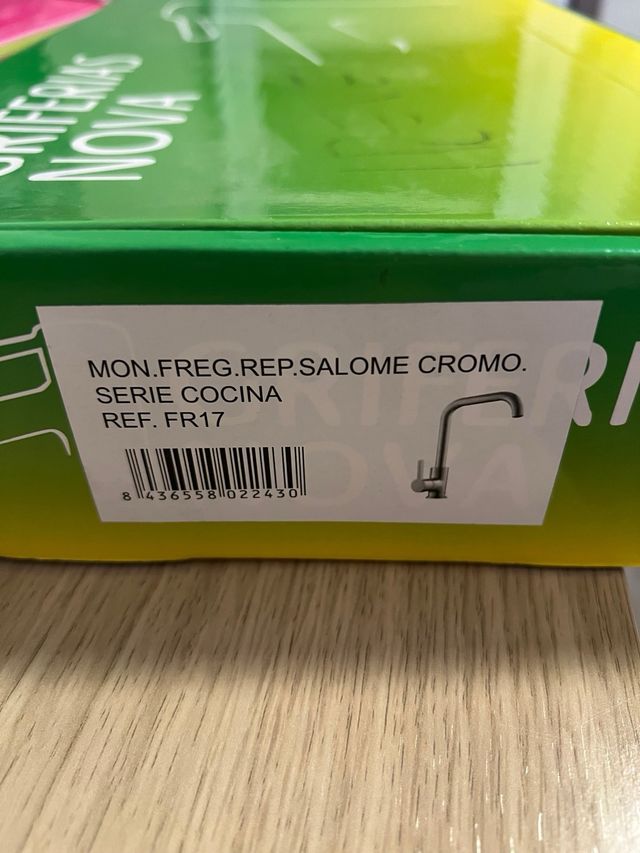 GRIFERIAS
NOVA
MON.FREG.REP.SALOME CROMO.
SERIE COCINA
REF. FR17
8 436558 022430